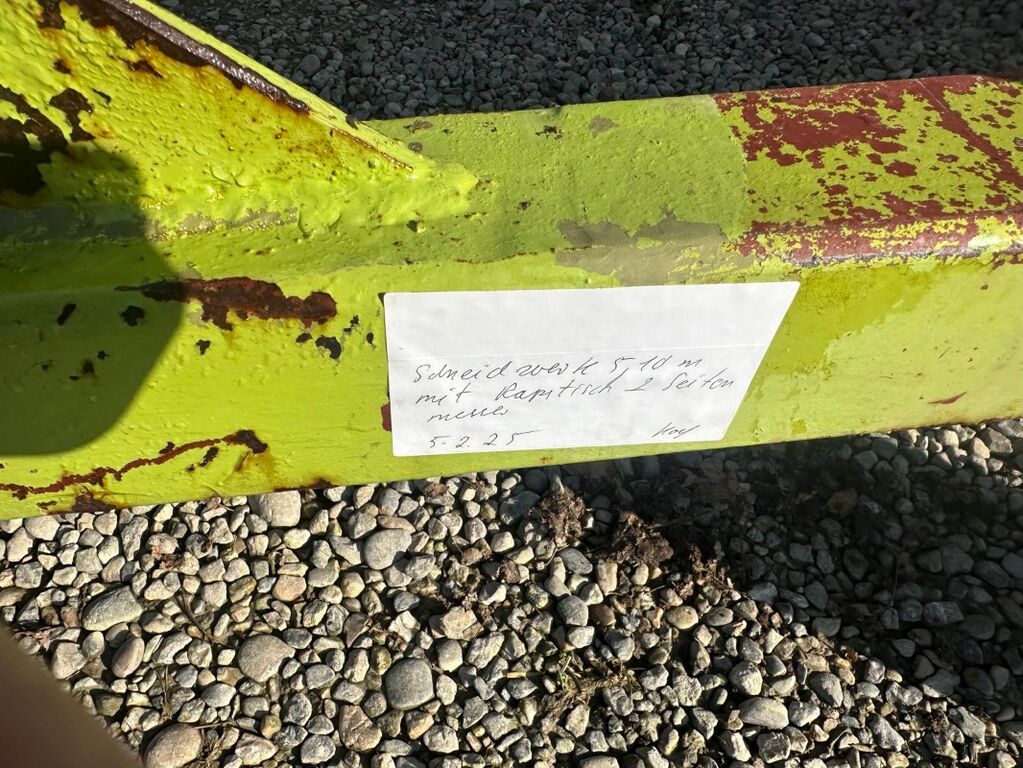 Schneidwerk 5,10 m
mit Rapstisch, 2 Seiten
messer
5.2.25